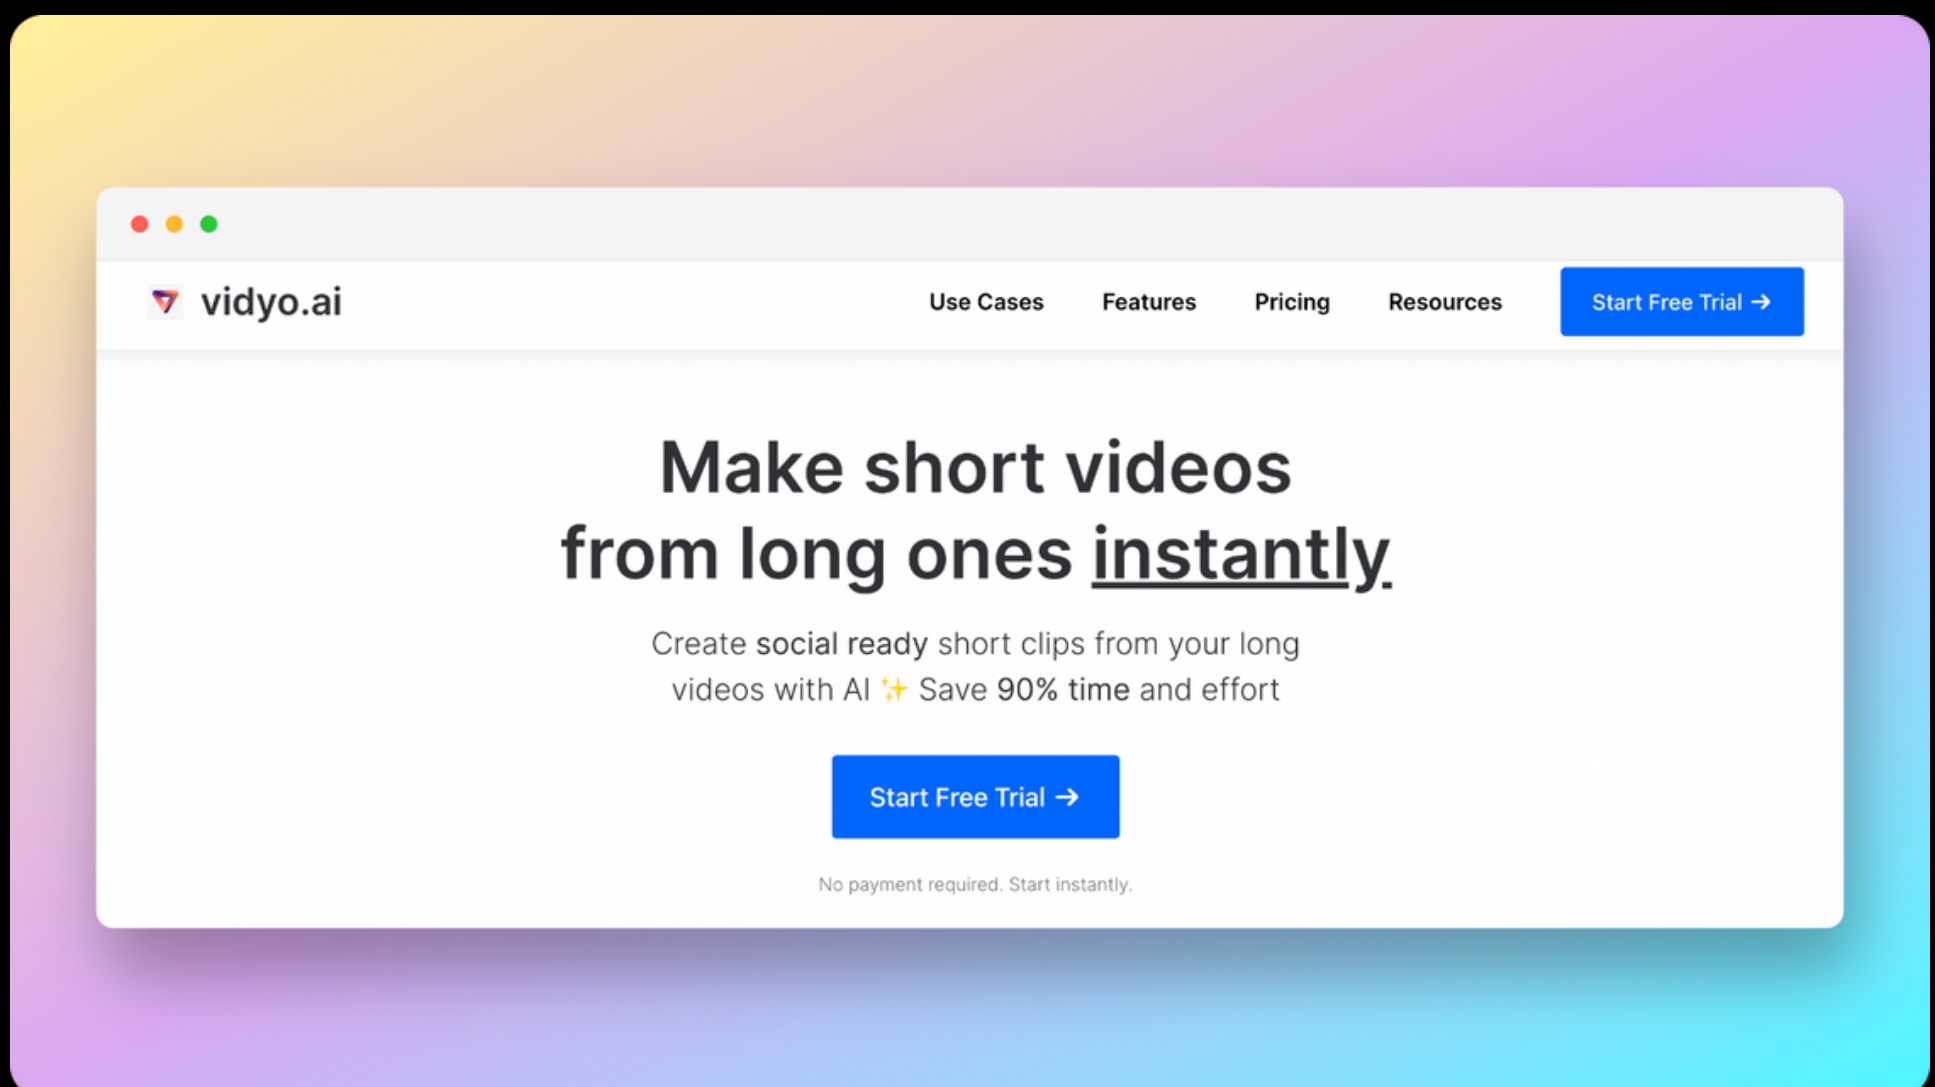 vidyo.ai
Use Cases
Features
Pricing
Resources
Start Free Trial →
Make short videos
from long ones instantly
Create social ready short clips from your long
videos with AI ✨ Save 90% time and effort
Start Free Trial →
No payment required. Start instantly.